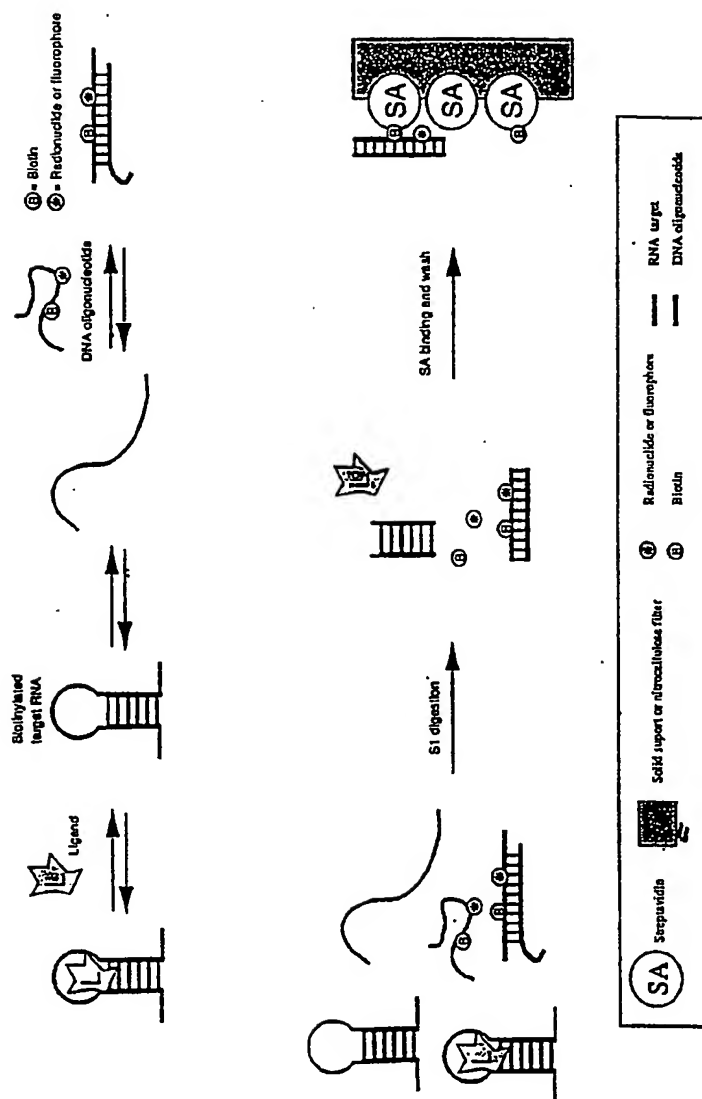 L
Ligand
L
Biotinylated
target RNA
DNA oligonucleotide
B
*
B = Biotin
* = Radionuclide or fluorophore
B
*
L
B
*
B
*
S1 digestion
L
B
*
B
*
SA binding and wash
B
*
B
SA
SA
SA
SA
Streptavidin
Solid suport or nitrocellulose filter
* Radionuclide or fluorophore
B Biotin
RNA target
DNA oligonucleotide